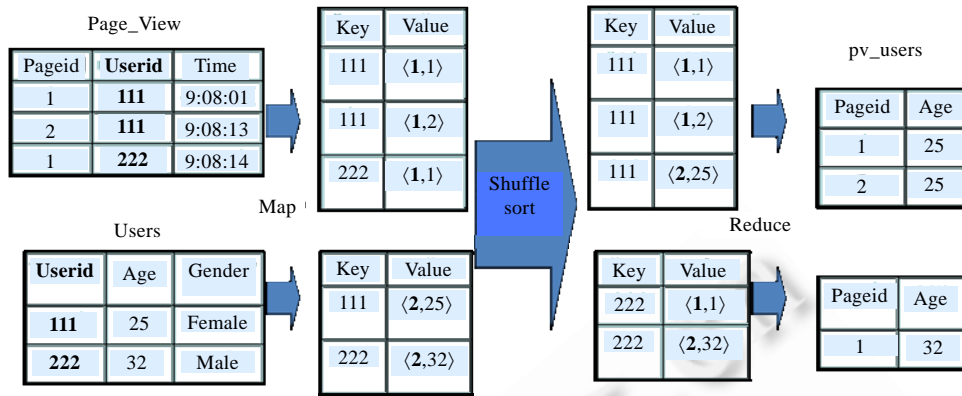 Page_View
Pageid Userid Time
1 111 9:08:01
2 111 9:08:13
1 222 9:08:14
Key Value
111 ⟨1,1⟩
111 ⟨1,2⟩
222 ⟨1,1⟩
Map
Users
Userid Age Gender
111 25 Female
222 32 Male
Key Value
111 ⟨2,25⟩
222 ⟨2,32⟩
Shuffle
sort
Key Value
111 ⟨1,1⟩
111 ⟨1,2⟩
111 ⟨2,25⟩
Reduce
Key Value
222 ⟨1,1⟩
222 ⟨2,32⟩
pv_users
Pageid Age
1 25
2 25
Pageid Age
1 32